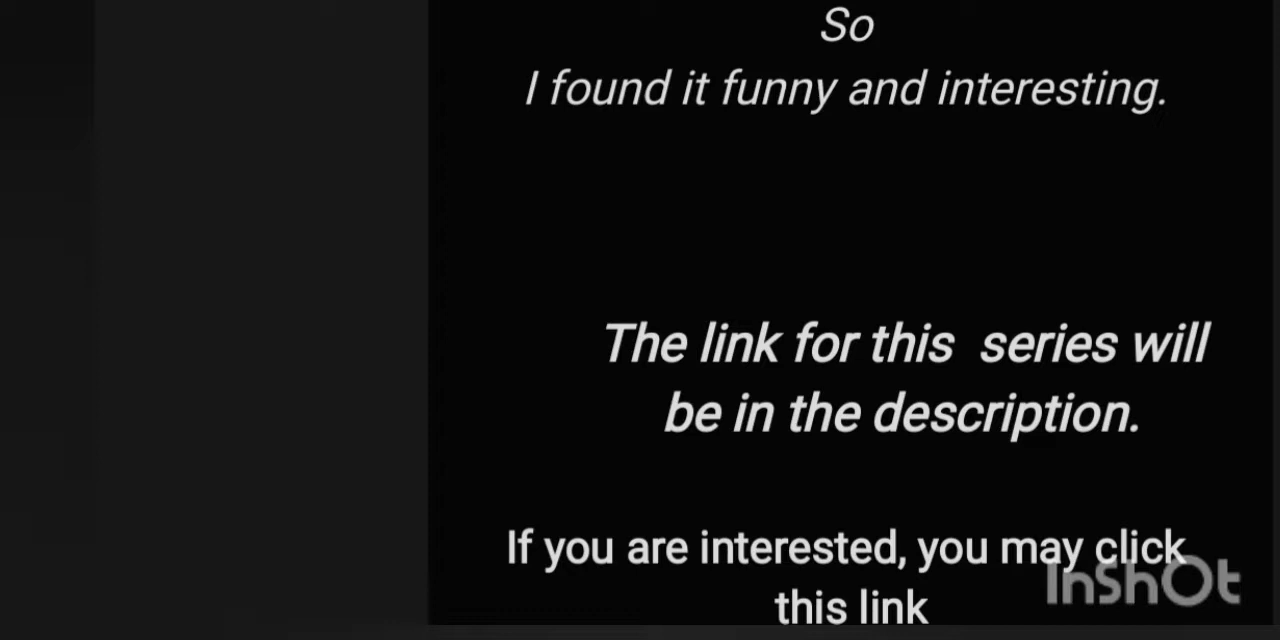 So
I found it funny and interesting.
The link for this series will
be in the description.
If you are interested, you may click
this link
InShOt